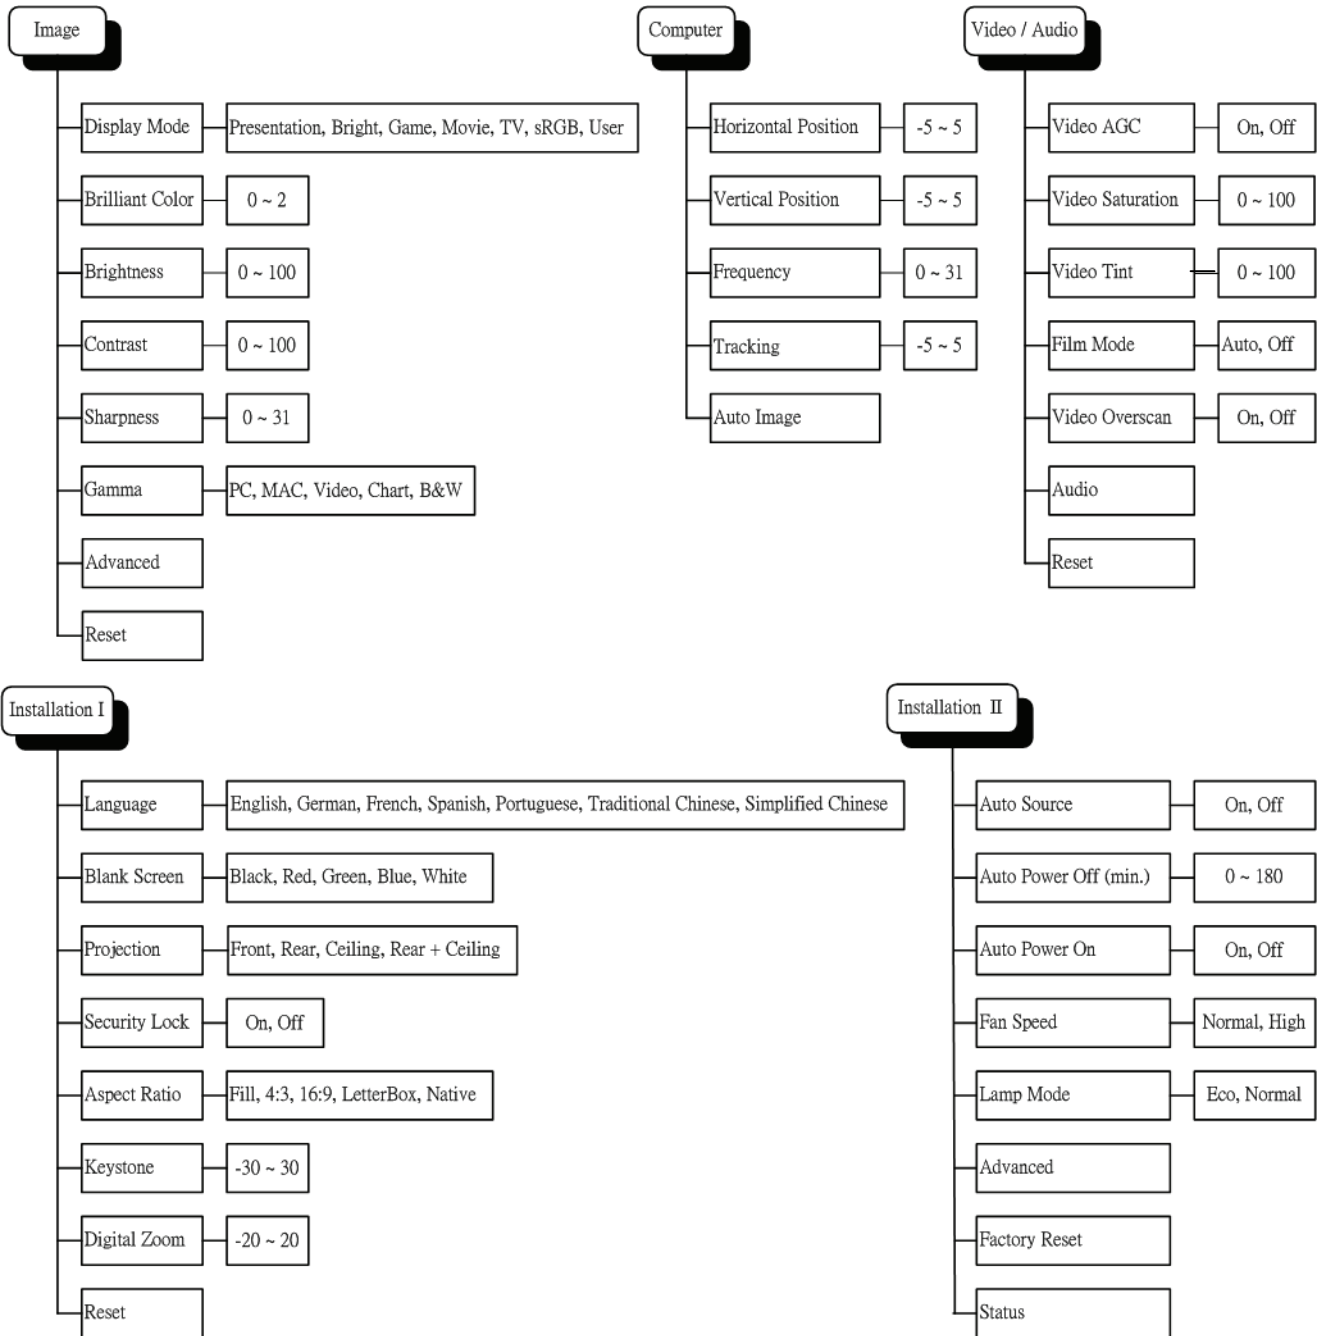 Image
Display Mode
Presentation, Bright, Game, Movie, TV, sRGB, User
Brilliant Color
0 ~ 2
Brightness
0 ~ 100
Contrast
0 ~ 100
Sharpness
0 ~ 31
Gamma
PC, MAC, Video, Chart, B&W
Advanced
Reset
Computer
Horizontal Position
-5 ~ 5
Vertical Position
-5 ~ 5
Frequency
0 ~ 31
Tracking
-5 ~ 5
Auto Image
Video / Audio
Video AGC
On, Off
Video Saturation
0 ~ 100
Video Tint
0 ~ 100
Film Mode
Auto, Off
Video Overscan
On, Off
Audio
Reset
Installation I
Language
English, German, French, Spanish, Portuguese, Traditional Chinese, Simplified Chinese
Blank Screen
Black, Red, Green, Blue, White
Projection
Front, Rear, Ceiling, Rear + Ceiling
Security Lock
On, Off
Aspect Ratio
Fill, 4:3, 16:9, LetterBox, Native
Keystone
-30 ~ 30
Digital Zoom
-20 ~ 20
Reset
Installation II
Auto Source
On, Off
Auto Power Off (min.)
0 ~ 180
Auto Power On
On, Off
Fan Speed
Normal, High
Lamp Mode
Eco, Normal
Advanced
Factory Reset
Status